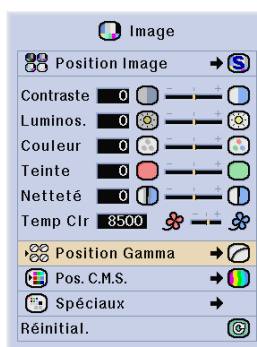 Image
Position Image S
Contraste 0
Luminos. 0
Couleur 0
Teinte 0
Netteté 0
Temp Clr 8500
Position Gamma
Pos. C.M.S.
Spéciaux
Réinitial.